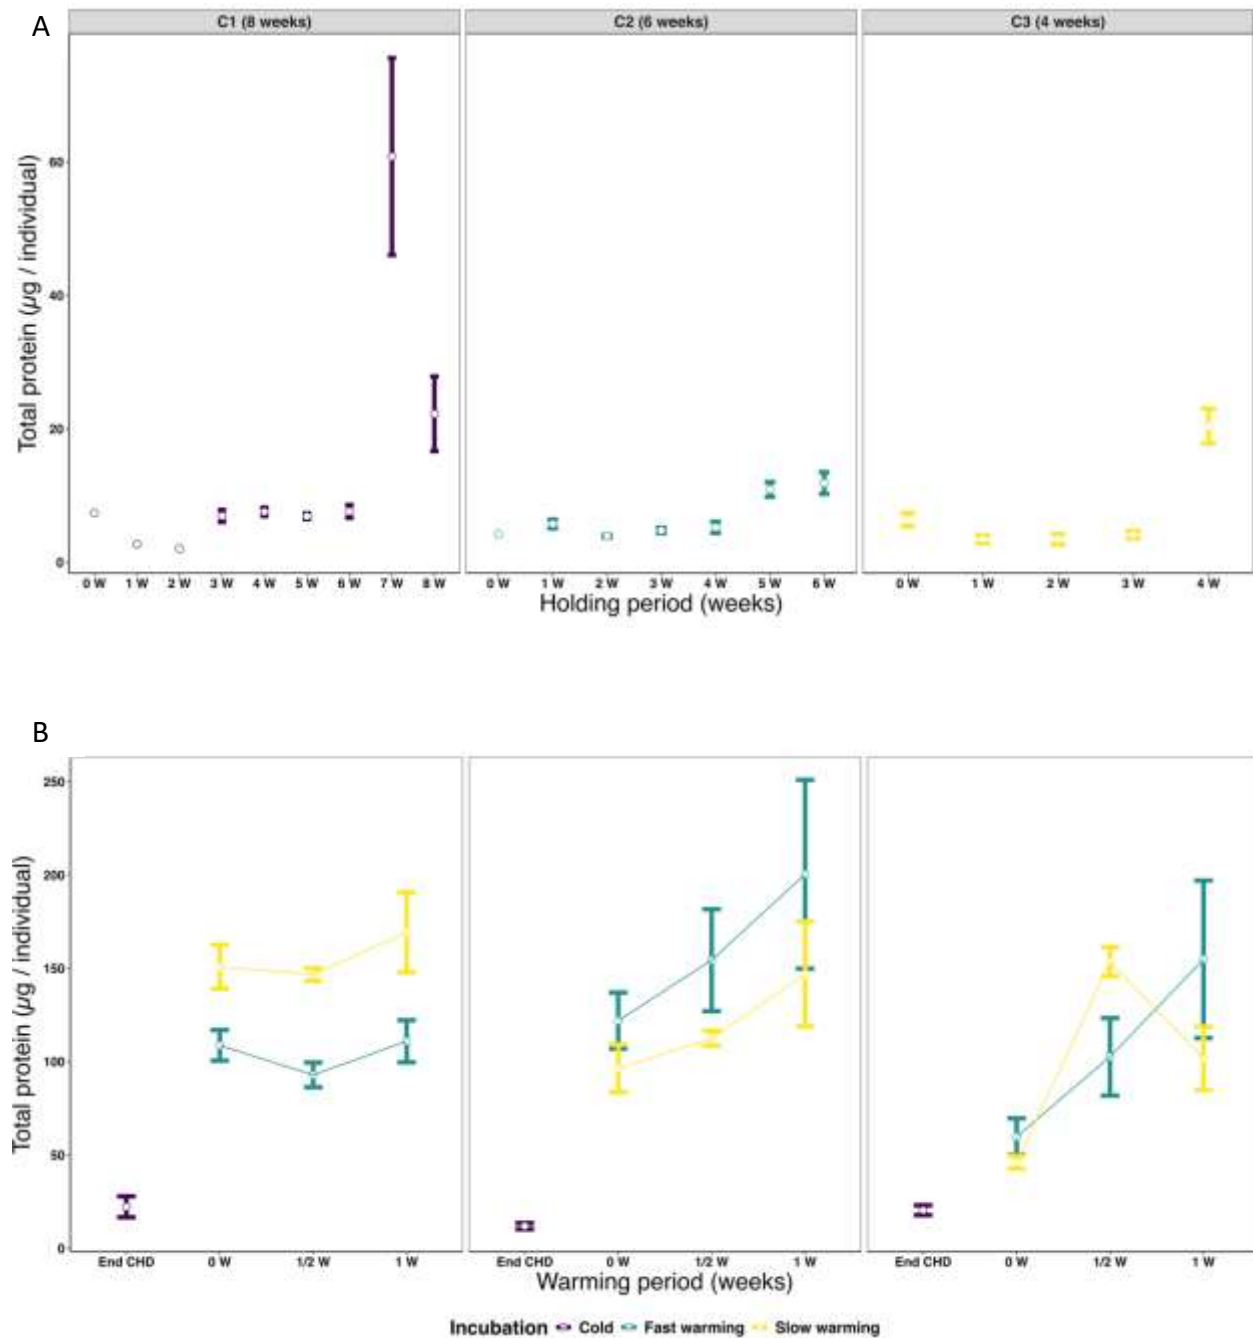 A
C1 (8 weeks) C2 (6 weeks) C3 (4 weeks)
Total protein (µg / individual)
60
40
20
0
0 W 1 W 2 W 3 W 4 W 5 W 6 W 7 W 8 W 0 W 1 W 2 W 3 W 4 W 5 W 6 W 0 W 1 W 2 W 3 W 4 W
Holding period (weeks)
B
Total protein (µg / individual)
250
200
150
100
50
0
End CHD 0 W 1/2 W 1 W End CHD 0 W 1/2 W 1 W End CHD 0 W 1/2 W 1 W
Warming period (weeks)
Incubation Cold Fast warming Slow warming